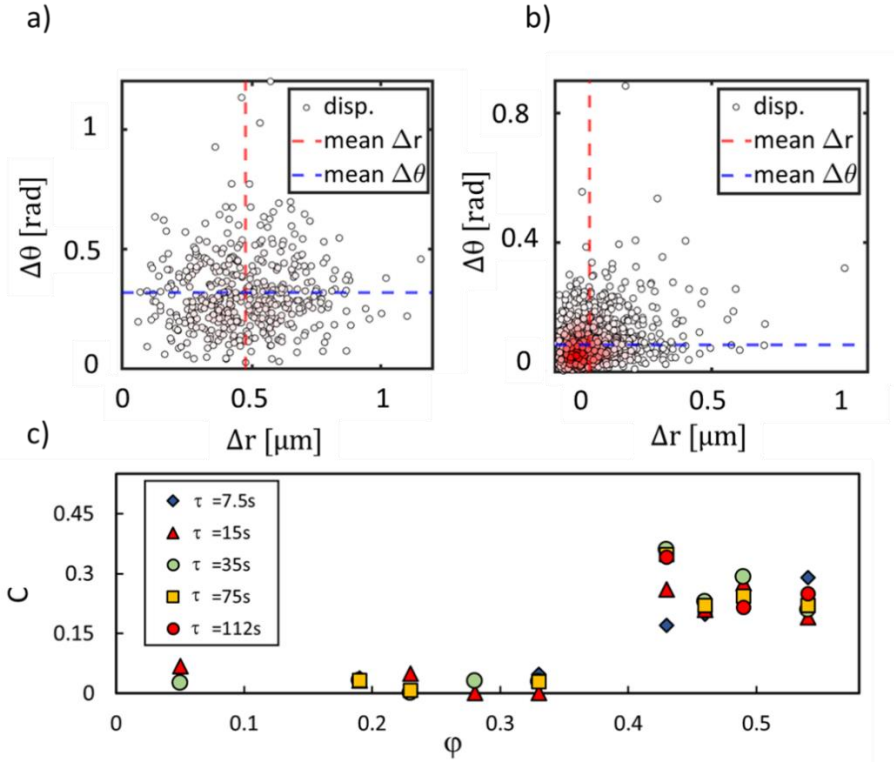 a)
b)
1
0.5
0
Δθ [rad]
disp.
mean Δr
mean Δθ
0
0.5
1
Δr [μm]
0.8
0.4
0
Δθ [rad]
disp.
mean Δr
mean Δθ
0
0.5
1
Δr [μm]
c)
0.45
0.3
0.15
0
C
τ =7.5s
τ =15s
τ =35s
τ =75s
τ =112s
0
0.1
0.2
0.3
0.4
0.5
φ